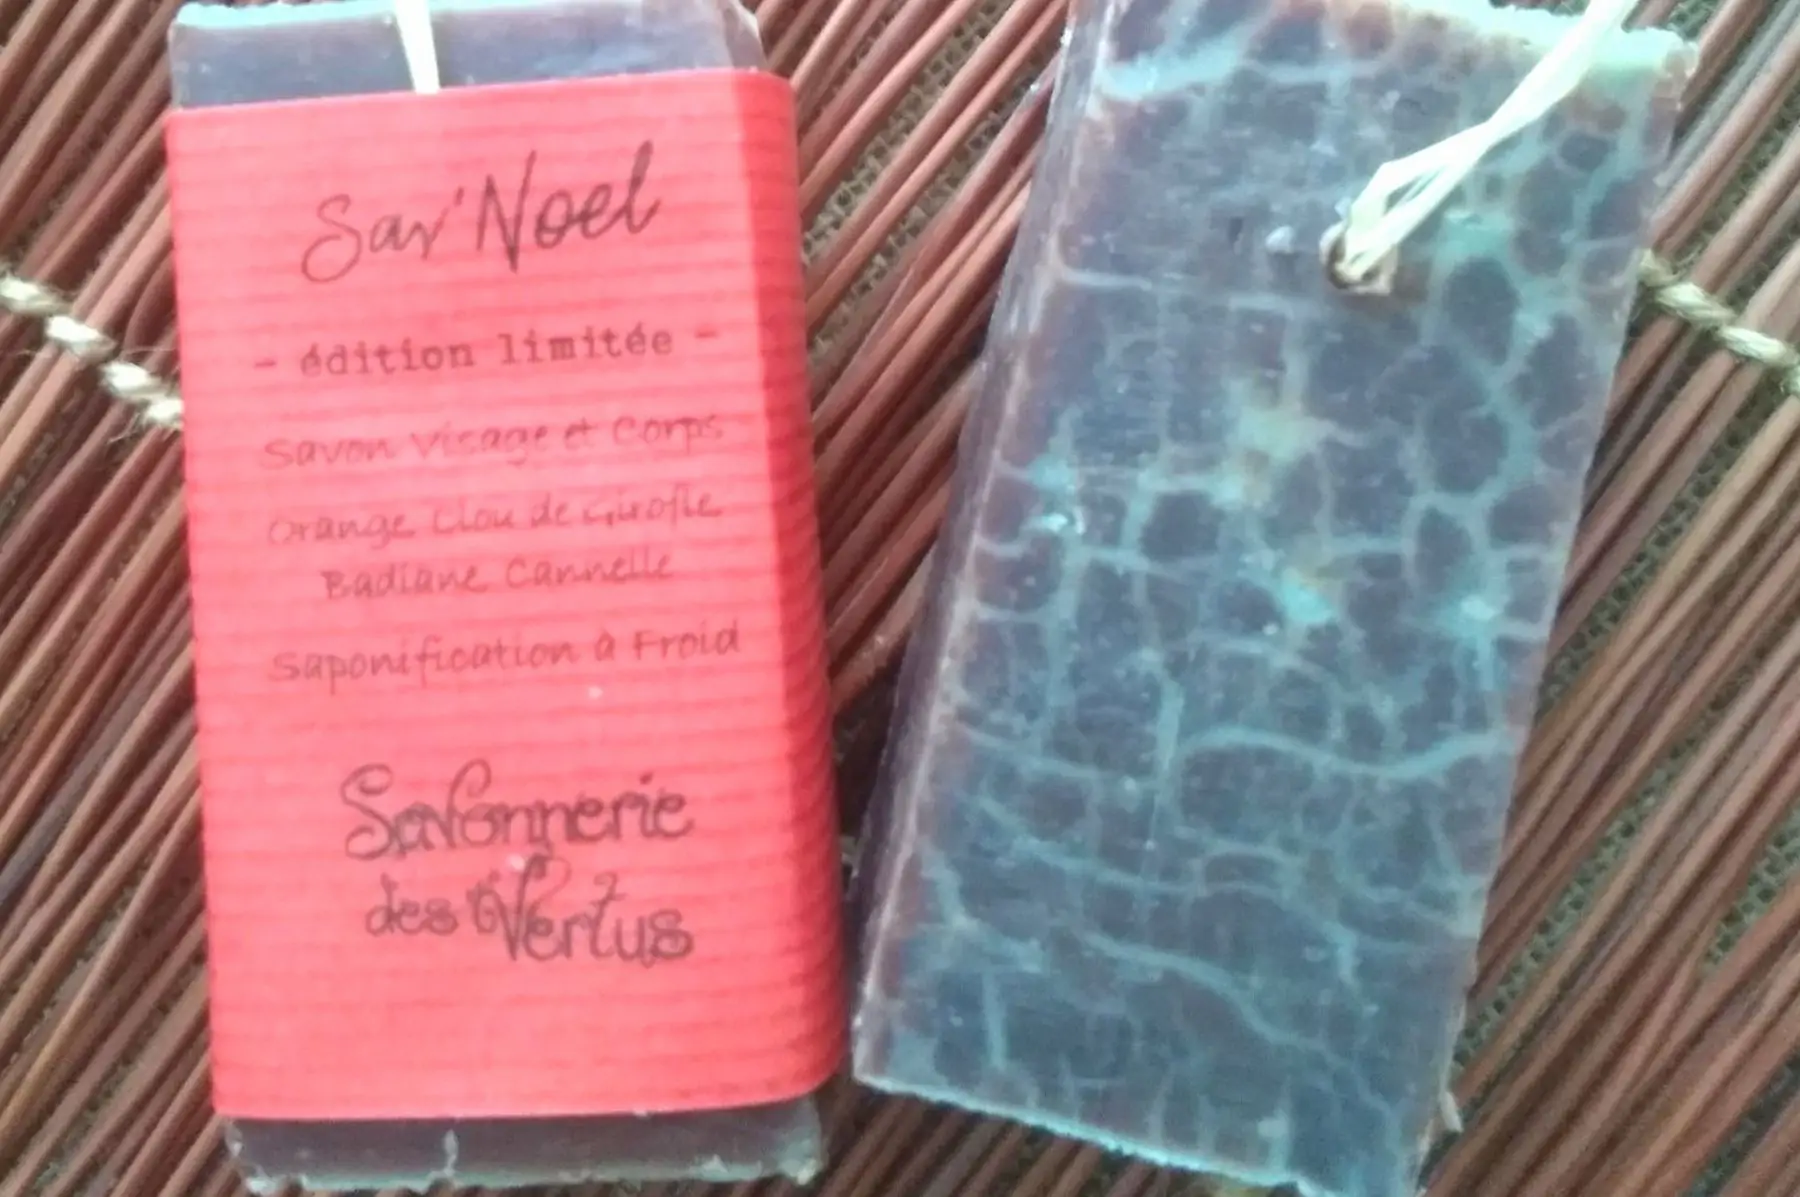 Sav'Noel
- édition limitée -
Savon Visage et Corps
Orange Clou de Girofle
Badiane Cannelle
Saponification à Froid
Savonnerie
des Vertus